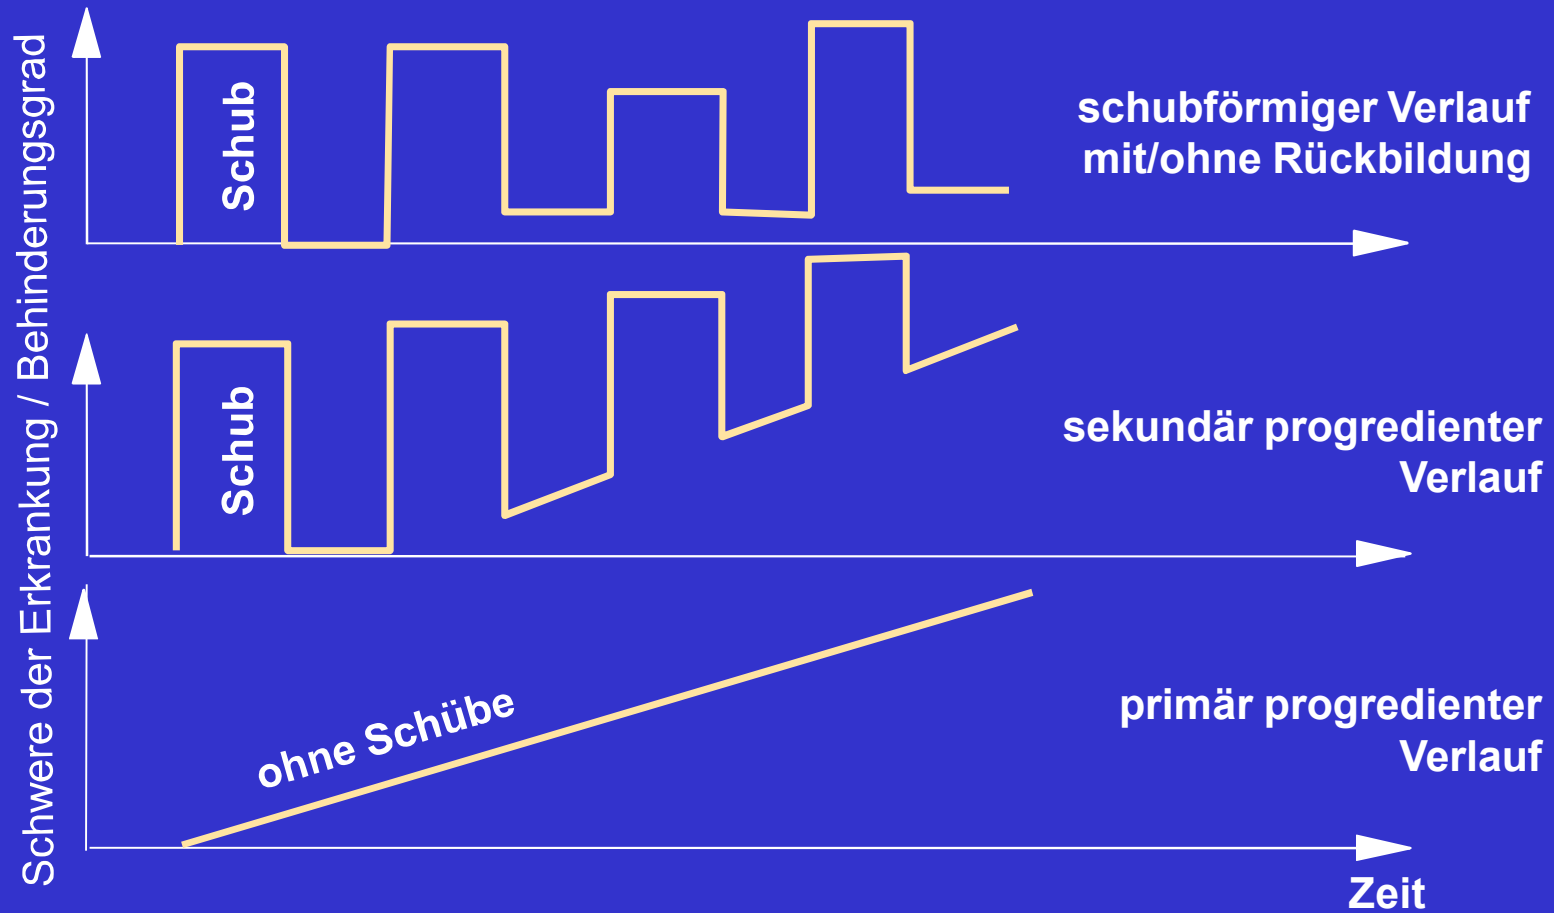 Schwere der Erkrankung / Behinderungsgrad
Schub
schubförmiger Verlauf
mit/ohne Rückbildung
Schub
sekundär progredienter
Verlauf
ohne Schübe
primär progredienter
Verlauf
Zeit